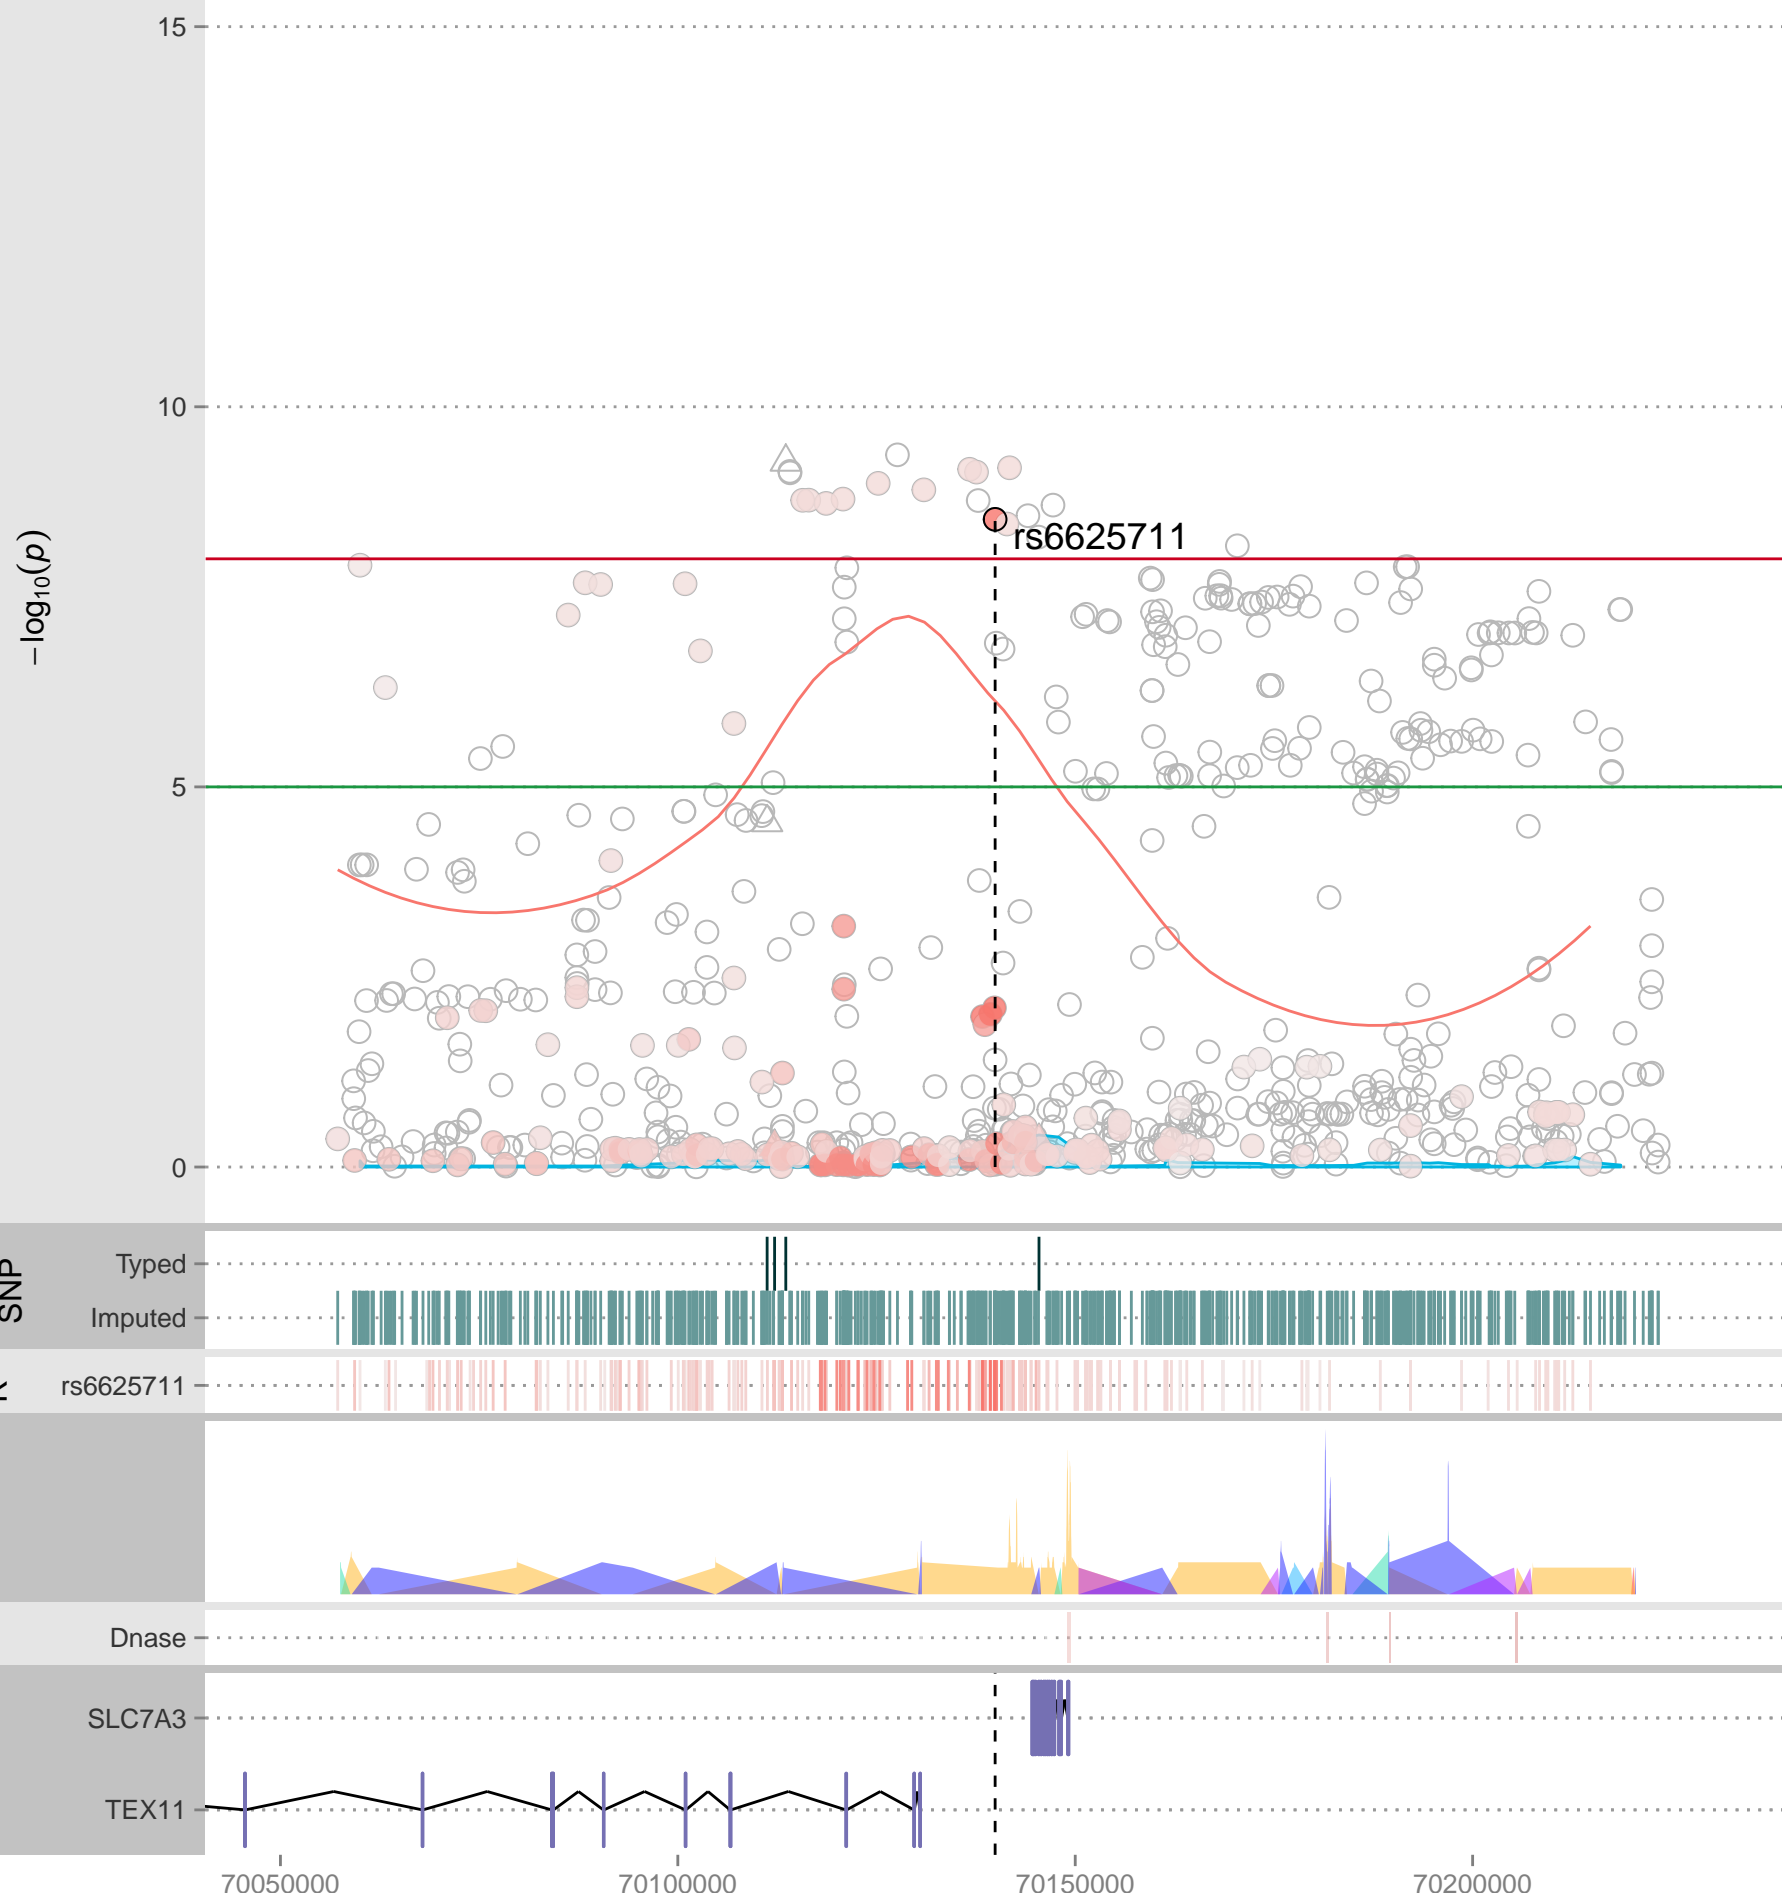 15
10
−log10(p)
rs6625711
5
0
SNP
Typed
Imputed
rs6625711
Dnase
SLC7A3
TEX11
70050000 70100000 70150000 70200000